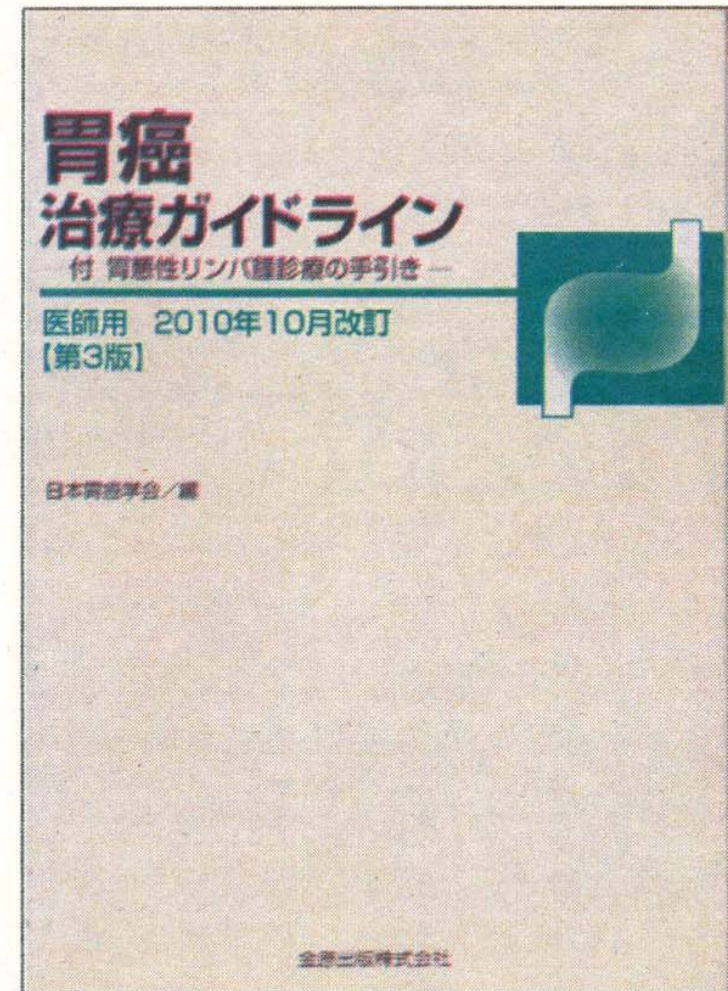 胃癌
治療ガイドライン
― 付 胃悪性リンパ腫診療の手引き ―
医師用 2010年10月改訂
【第3版】
日本胃癌学会／編
金原出版株式会社